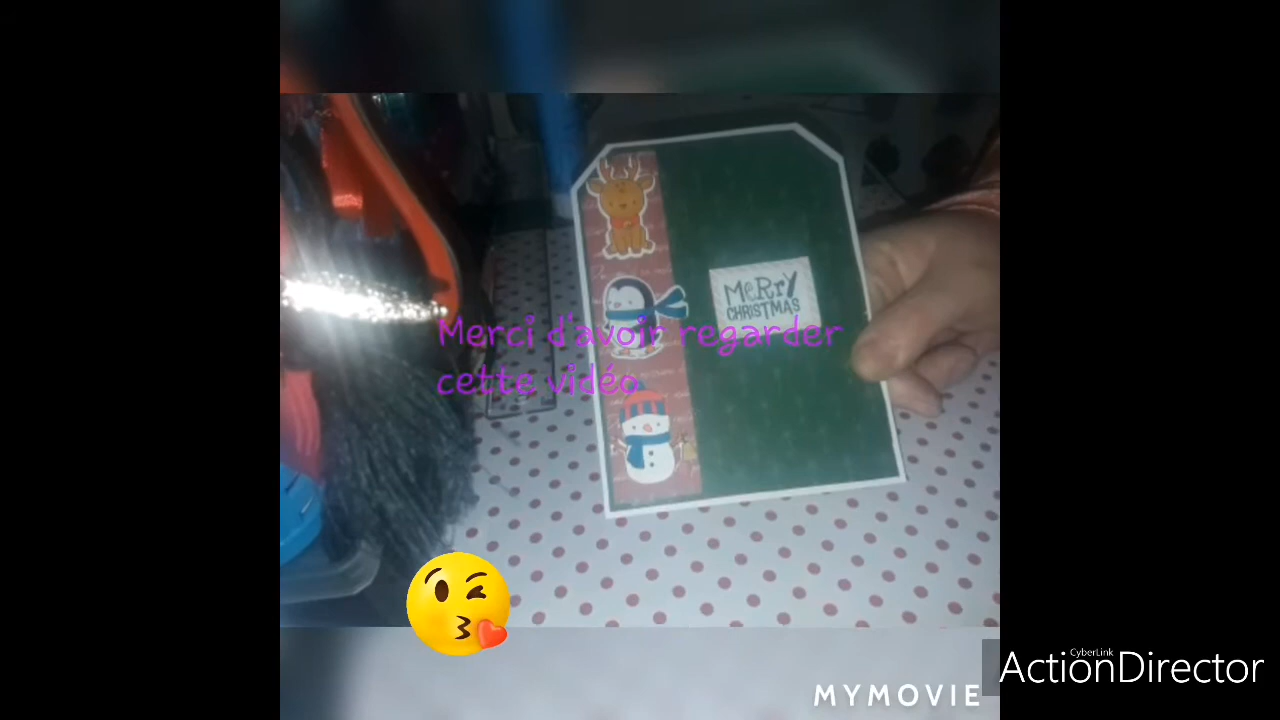 MeRRy
CHRISTMAS
Merci d'avoir regarder
cette vidéo
CyberLink
ActionDirector
MYMOVIE